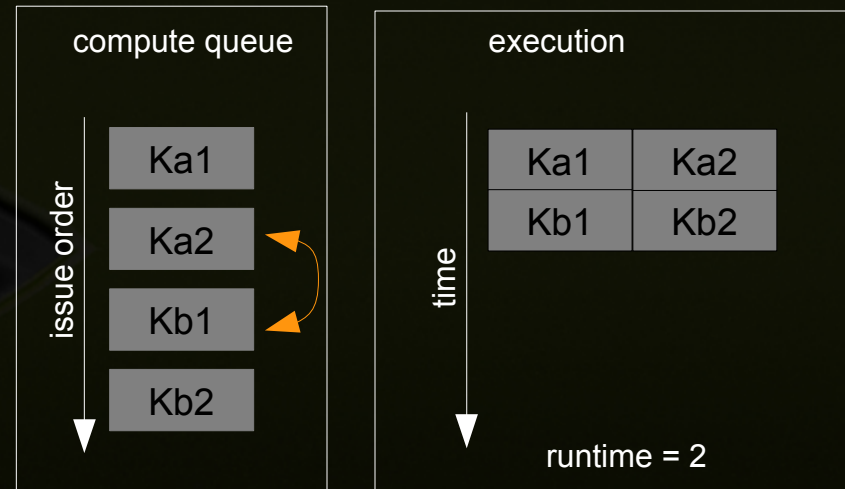 compute queue
issue order
Ka1
Ka2
Kb1
Kb2
execution
time
Ka1 Ka2
Kb1 Kb2
runtime = 2